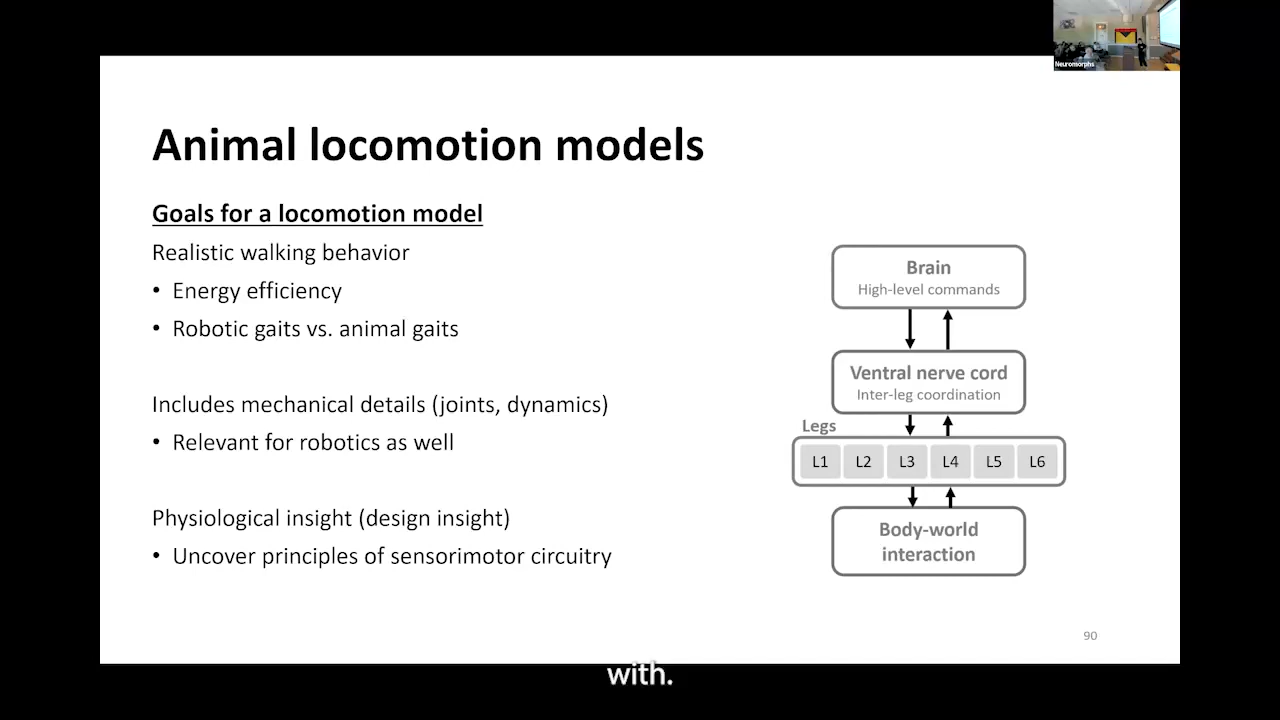 Neuromorphs
Animal locomotion models
Goals for a locomotion model
Realistic walking behavior
• Energy efficiency
• Robotic gaits vs. animal gaits
Includes mechanical details (joints, dynamics)
• Relevant for robotics as well
Physiological insight (design insight)
• Uncover principles of sensorimotor circuitry
Brain
High-level commands
Ventral nerve cord
Inter-leg coordination
Legs
L1 L2 L3 L4 L5 L6
Body-world
interaction
90
with.